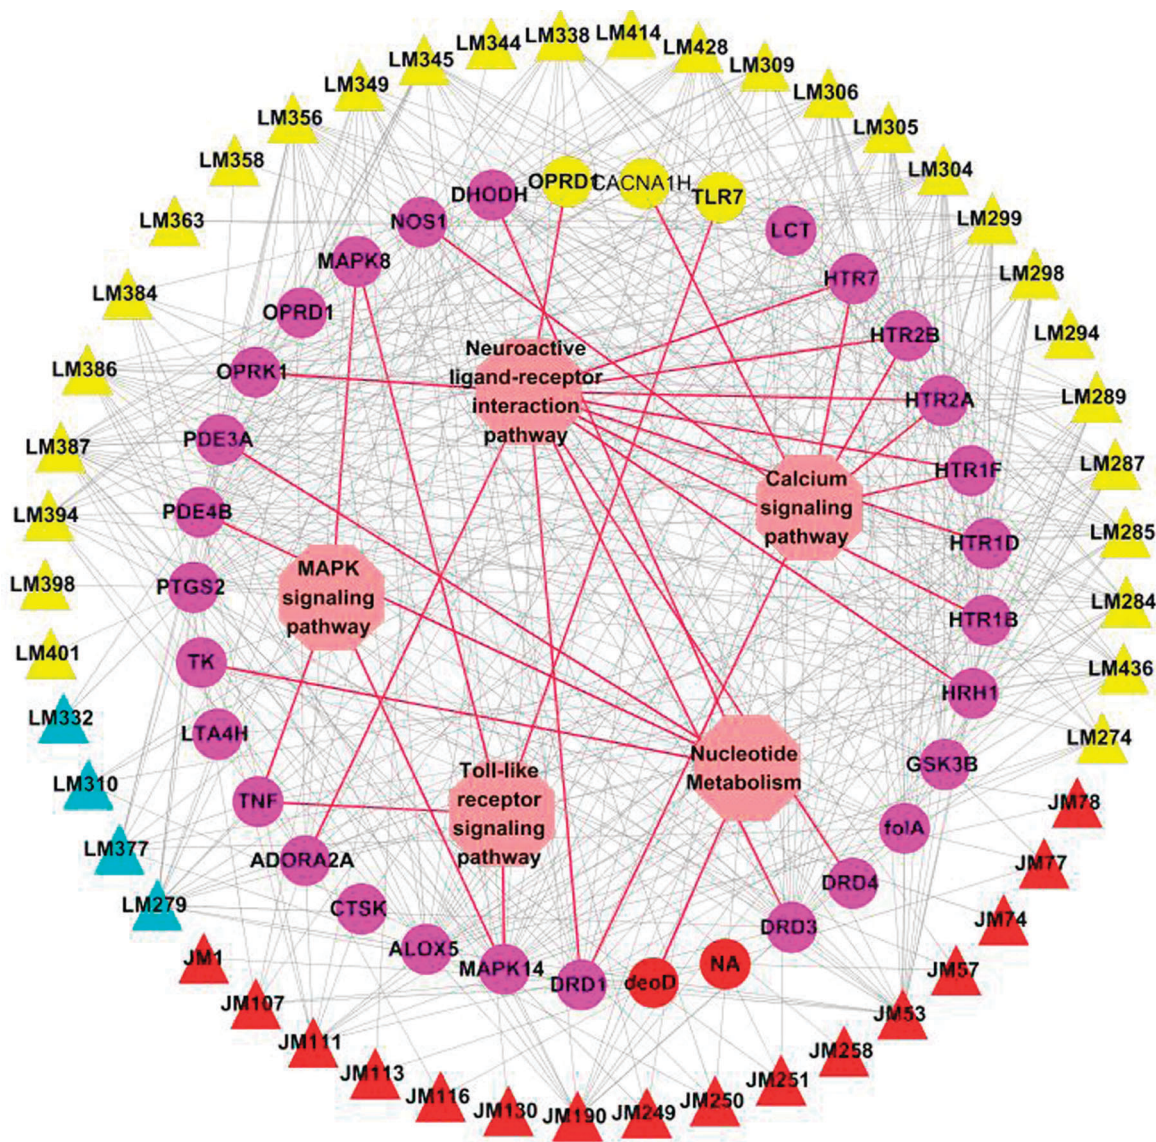 LM414
LM338
LM344
LM428
LM345
LM309
LM349
LM306
LM356
LM305
LM358
LM304
LM363
LM299
LM384
LM298
LM386
LM294
LM387
LM289
LM394
LM287
LM398
LM285
LM401
LM284
LM332
LM436
LM310
LM274
LM377
JM78
LM279
JM77
JM1
JM74
JM107
JM57
JM111
JM53
JM113
JM258
JM116
JM251
JM130
JM250
JM190
JM249
OPRD1
CACNA1H
TLR7
DHODH
NOS1
LCT
MAPK8
HTR7
OPRD1
HTR2B
OPRK1
HTR2A
PDE3A
HTR1F
PDE4B
HTR1D
PTGS2
HTR1B
TK
HRH1
LTA4H
GSK3B
TNF
folA
ADORA2A
DRD4
CTSK
DRD3
ALOX5
NA
MAPK14
DRD1
deoD
Neuroactive
ligand-receptor
interaction
pathway
Calcium
signaling
pathway
MAPK
signaling
pathway
Nucleotide
Metabolism
Toll-like
receptor
signaling
pathway